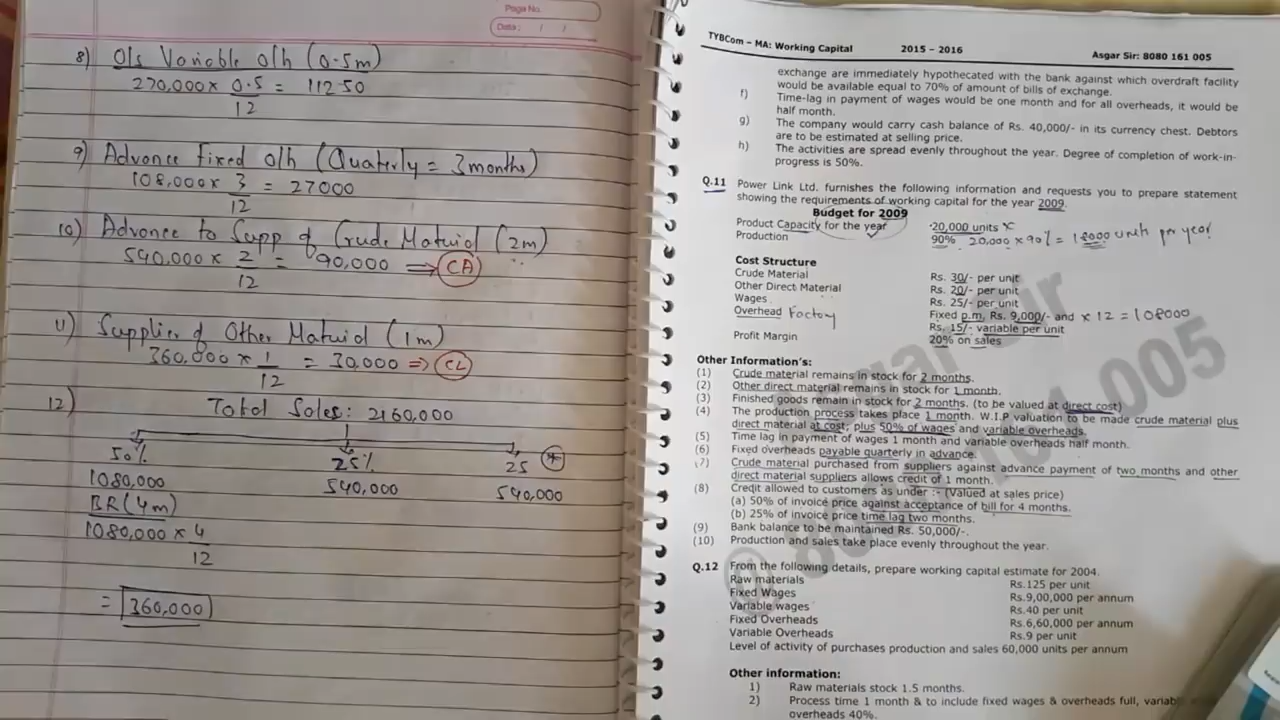 Page No.
Date : / /
8) O/s Variable o/h (0.5m)
270,000 x 0.5 = 11250
12
9) Advance Fixed o/h (Quaterly = 3 months)
108,000 x 3 = 27000
12
10) Advance to Supp of Crude Material (2m)
540,000 x 2 = 90,000 ⇒ CA
12
11) Supplier of Other Material (1m)
360,000 x 1 = 30,000 ⇒ CL
12
12) Total Sales: 2160,000
50% 25% 25 *
1080,000 540,000 540,000
BR (4m)
1080,000 x 4
12
= 360,000
TYBCom – MA: Working Capital 2015 – 2016 Asgar Sir: 8080 161 005
exchange are immediately hypothecated with the bank against which overdraft facility
would be available equal to 70% of amount of bills of exchange.
f) Time-lag in payment of wages would be one month and for all overheads, it would be
half month.
g) The company would carry cash balance of Rs. 40,000/- in its currency chest. Debtors
are to be estimated at selling price.
h) The activities are spread evenly throughout the year. Degree of completion of work-in-
progress is 50%.
Q.11 Power Link Ltd. furnishes the following information and requests you to prepare statement
showing the requirements of working capital for the year 2009.
Budget for 2009
Product Capacity for the year 20,000 units x
Production 90% 20,000 x 90% = 18000 units per year
Cost Structure
Crude Material Rs. 30/- per unit
Other Direct Material Rs. 20/- per unit
Wages Rs. 25/- per unit
Overhead Factory Fixed p.m. Rs. 9,000/- and x 12 = 108000
Rs. 15/- variable per unit
Profit Margin 20% on sales
Other Information's:
(1) Crude material remains in stock for 2 months.
(2) Other direct material remains in stock for 1 month.
(3) Finished goods remain in stock for 2 months. (to be valued at direct cost)
(4) The production process takes place 1 month. W.I.P valuation to be made crude material plus
direct material at cost; plus 50% of wages and variable overheads.
(5) Time lag in payment of wages 1 month and variable overheads half month.
(6) Fixed overheads payable quarterly in advance.
(7) Crude material purchased from suppliers against advance payment of two months and other
direct material suppliers allows credit of 1 month.
(8) Credit allowed to customers as under :- (Valued at sales price)
(a) 50% of invoice price against acceptance of bill for 4 months.
(b) 25% of invoice price time lag two months.
(9) Bank balance to be maintained Rs. 50,000/-.
(10) Production and sales take place evenly throughout the year.
Q.12 From the following details, prepare working capital estimate for 2004.
Raw materials Rs.125 per unit
Fixed Wages Rs.9,00,000 per annum
Variable wages Rs.40 per unit
Fixed Overheads Rs.6,60,000 per annum
Variable Overheads Rs.9 per unit
Level of activity of purchases production and sales 60,000 units per annum
Other information:
1) Raw materials stock 1.5 months.
2) Process time 1 month & to include fixed wages & overheads full,
overheads 40%.